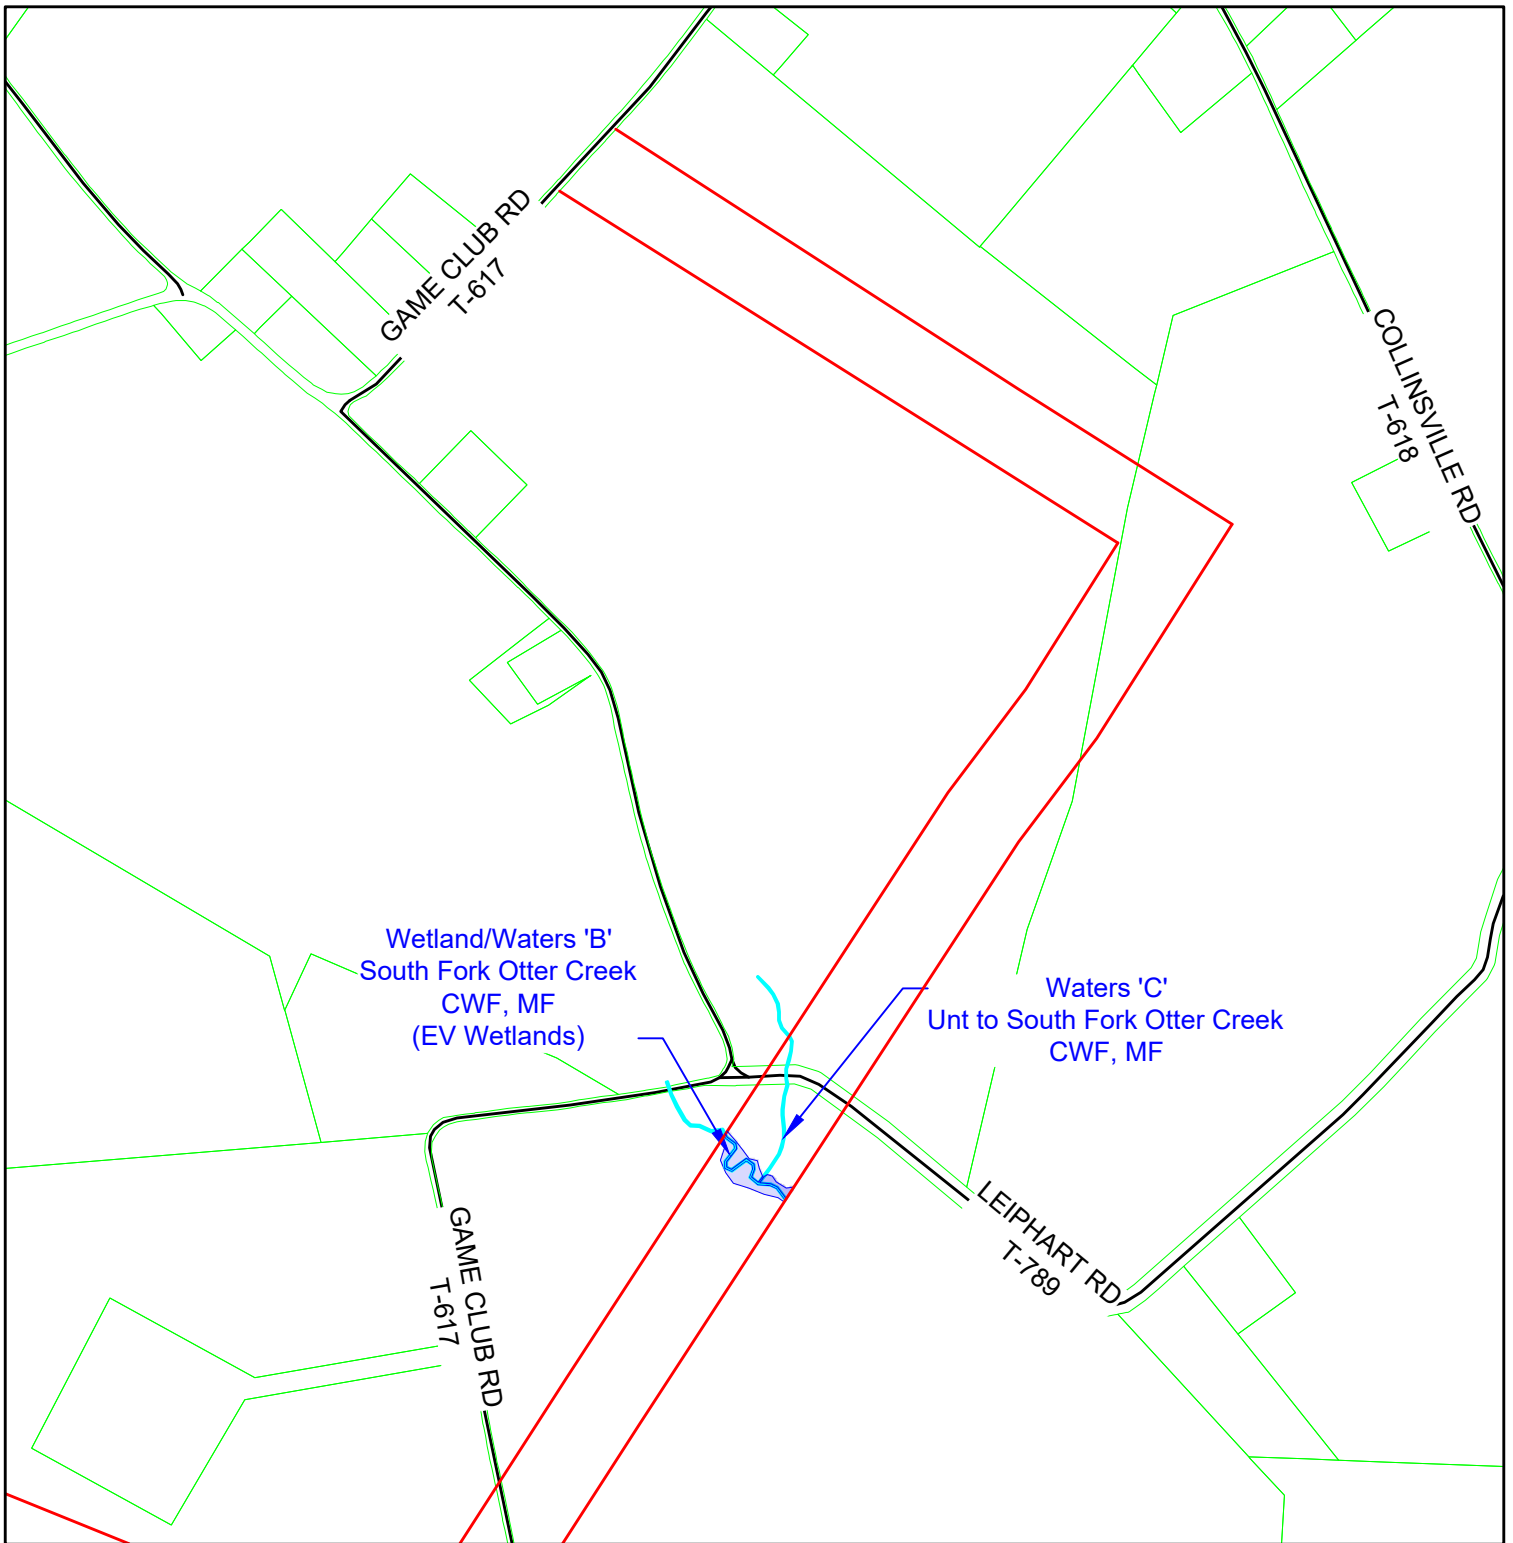 GAME CLUB RD
T-617
COLLINSVILLE RD
T-618
Wetland/Waters 'B'
South Fork Otter Creek
CWF, MF
(EV Wetlands)
Waters 'C'
Unt to South Fork Otter Creek
CWF, MF
LEIPHART RD
T-789
GAME CLUB RD
T-617